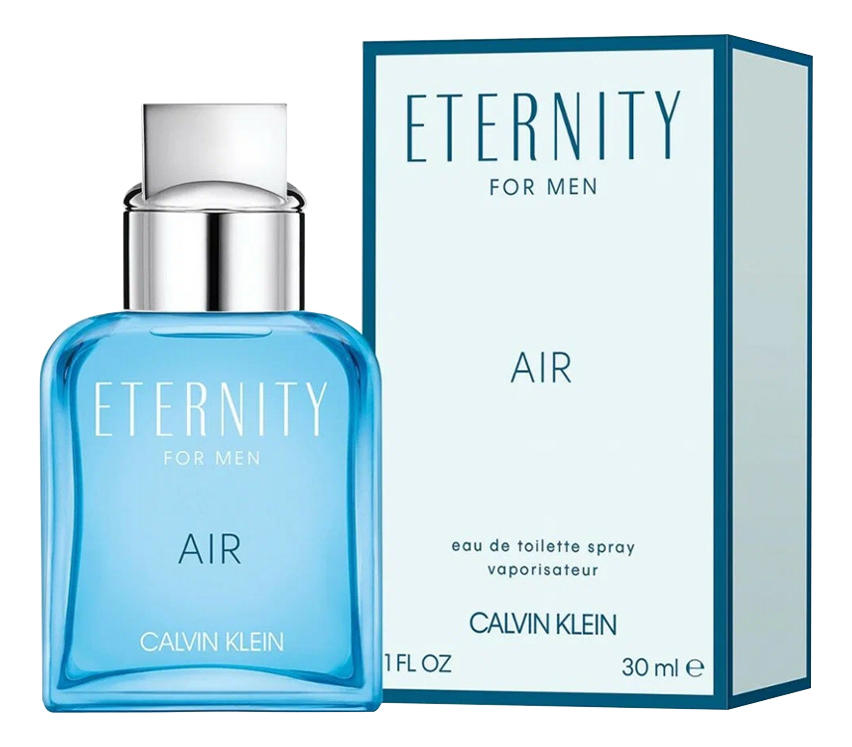 ETERNITY
FOR MEN
AIR
CALVIN KLEIN
ETERNITY
FOR MEN
AIR
eau de toilette spray
vaporisateur
CALVIN KLEIN
1 FL OZ
30 ml ℮